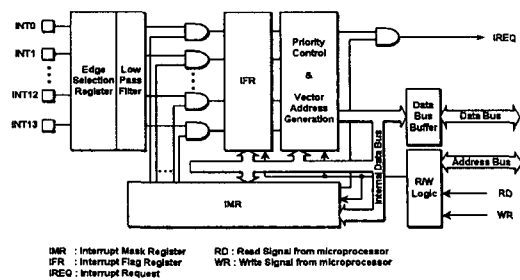 INT0
INT1
INT12
INT13
Edge
Selection
Register
Low
Pass
Filter
IFR
Priority
Control
&
Vector
Address
Generation
IREQ
Data
Bus
Buffer
Data Bus
Address Bus
Internal Data Bus
R/W
Logic
RD
WR
IMR
IMR : Interrupt Mask Register RD : Read Signal from microprocessor
IFR : Interrupt Flag Register WR : Write Signal from microprocessor
IREQ : Interrupt Request